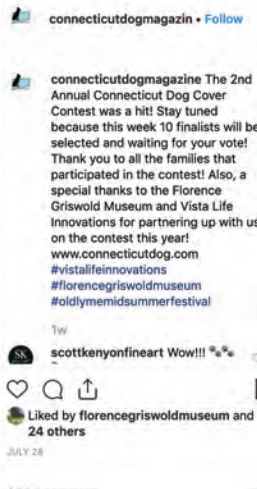 connecticutdogmagazin • Follow
connecticutdogmagazine The 2nd
Annual Connecticut Dog Cover
Contest was a hit! Stay tuned
because this week 10 finalists will be
selected and waiting for your vote!
Thank you to all the families that
participated in the contest! Also, a
special thanks to the Florence
Griswold Museum and Vista Life
Innovations for partnering up with us
on the contest this year!
www.connecticutdog.com
#vistalifeinnovations
#florencegriswoldmuseum
#oldlymemidsummerfestival
1w
SK
scottkenyonfineart Wow!!! 🐾🐾
Liked by florencegriswoldmuseum and
24 others
JULY 28